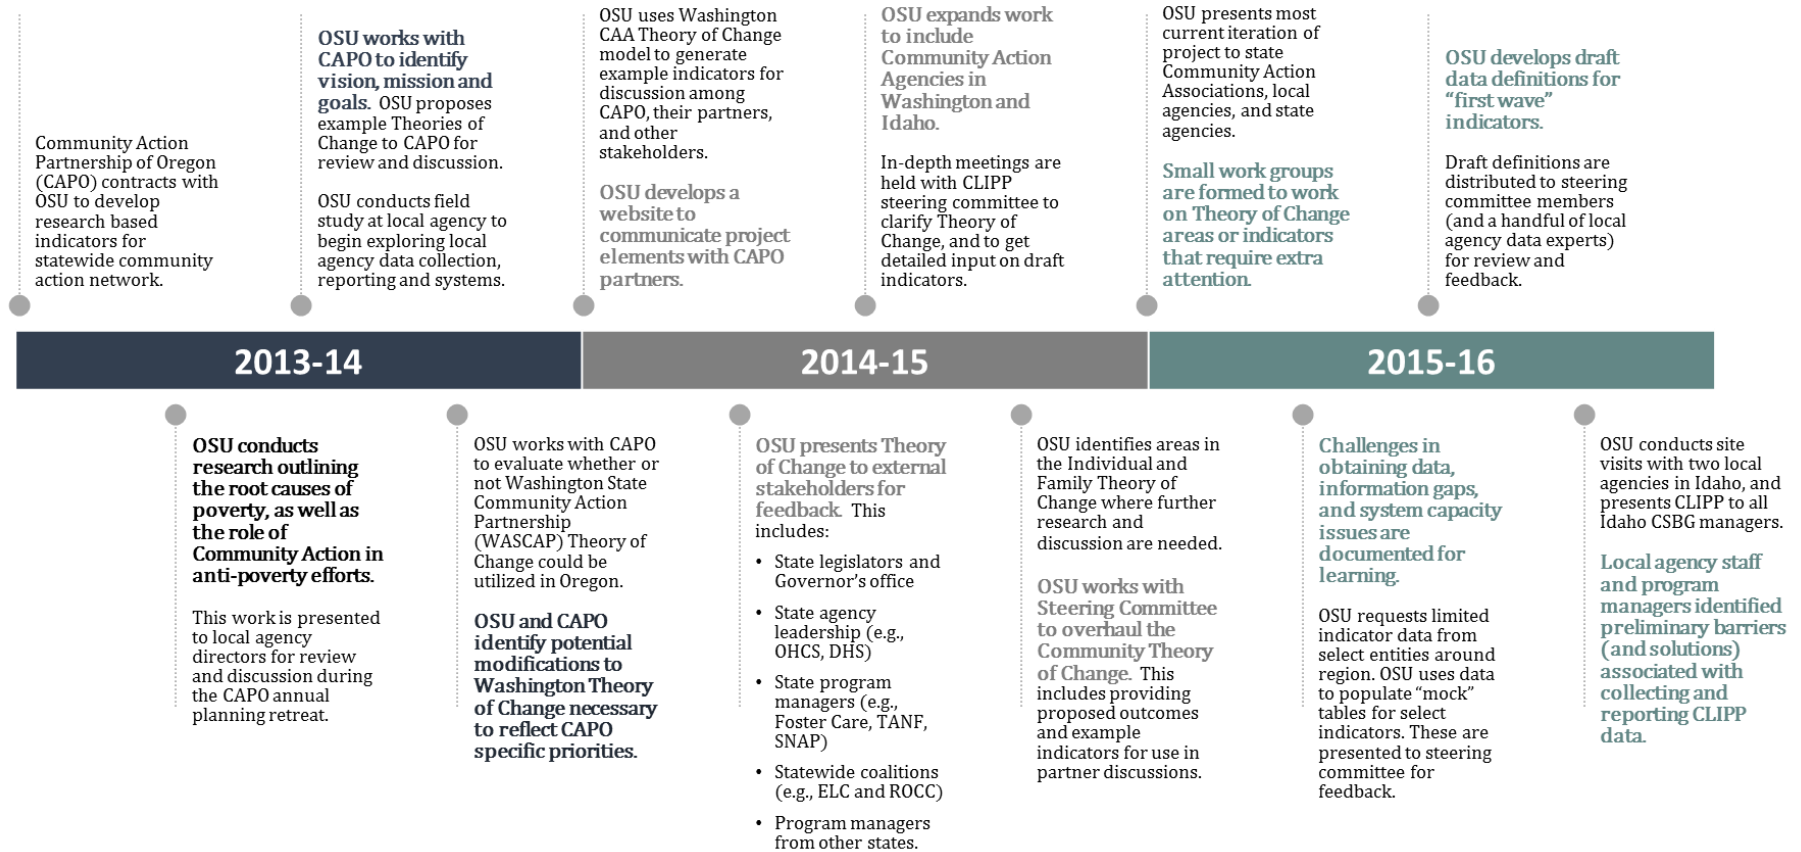 Community Action
Partnership of Oregon
(CAPO) contracts with
OSU to develop
research based
indicators for
statewide community
action network.
OSU works with
CAPO to identify
vision, mission and
goals. OSU proposes
example Theories of
Change to CAPO for
review and discussion.
OSU conducts field
study at local agency to
begin exploring local
agency data collection,
reporting and systems.
OSU uses Washington
CAA Theory of Change
model to generate
example indicators for
discussion among
CAPO, their partners,
and other
stakeholders.
OSU develops a
website to
communicate project
elements with CAPO
partners.
OSU expands work
to include
Community Action
Agencies in
Washington and
Idaho.
In-depth meetings are
held with CLIPP
steering committee to
clarify Theory of
Change, and to get
detailed input on draft
indicators.
OSU presents most
current iteration of
project to state
Community Action
Associations, local
agencies, and state
agencies.
Small work groups
are formed to work
on Theory of Change
areas or indicators
that require extra
attention.
OSU develops draft
data definitions for
“first wave”
indicators.
Draft definitions are
distributed to steering
committee members
(and a handful of local
agency data experts)
for review and
feedback.
2013-14
2014-15
2015-16
OSU conducts
research outlining
the root causes of
poverty, as well as
the role of
Community Action in
anti-poverty efforts.
This work is presented
to local agency
directors for review
and discussion during
the CAPO annual
planning retreat.
OSU works with CAPO
to evaluate whether or
not Washington State
Community Action
Partnership
(WASCAP) Theory of
Change could be
utilized in Oregon.
OSU and CAPO
identify potential
modifications to
Washington Theory
of Change necessary
to reflect CAPO
specific priorities.
OSU presents Theory
of Change to external
stakeholders for
feedback. This
includes:
• State legislators and
Governor’s office
• State agency
leadership (e.g.,
OHCS, DHS)
• State program
managers (e.g.,
Foster Care, TANF,
SNAP)
• Statewide coalitions
(e.g., ELC and ROCC)
• Program managers
from other states.
OSU identifies areas in
the Individual and
Family Theory of
Change where further
research and
discussion are needed.
OSU works with
Steering Committee
to overhaul the
Community Theory
of Change. This
includes providing
proposed outcomes
and example
indicators for use in
partner discussions.
Challenges in
obtaining data,
information gaps,
and system capacity
issues are
documented for
learning.
OSU requests limited
indicator data from
select entities around
region. OSU uses data
to populate “mock”
tables for select
indicators. These are
presented to steering
committee for
feedback.
OSU conducts site
visits with two local
agencies in Idaho, and
presents CLIPP to all
Idaho CSBG managers.
Local agency staff
and program
managers identified
preliminary barriers
(and solutions)
associated with
collecting and
reporting CLIPP
data.